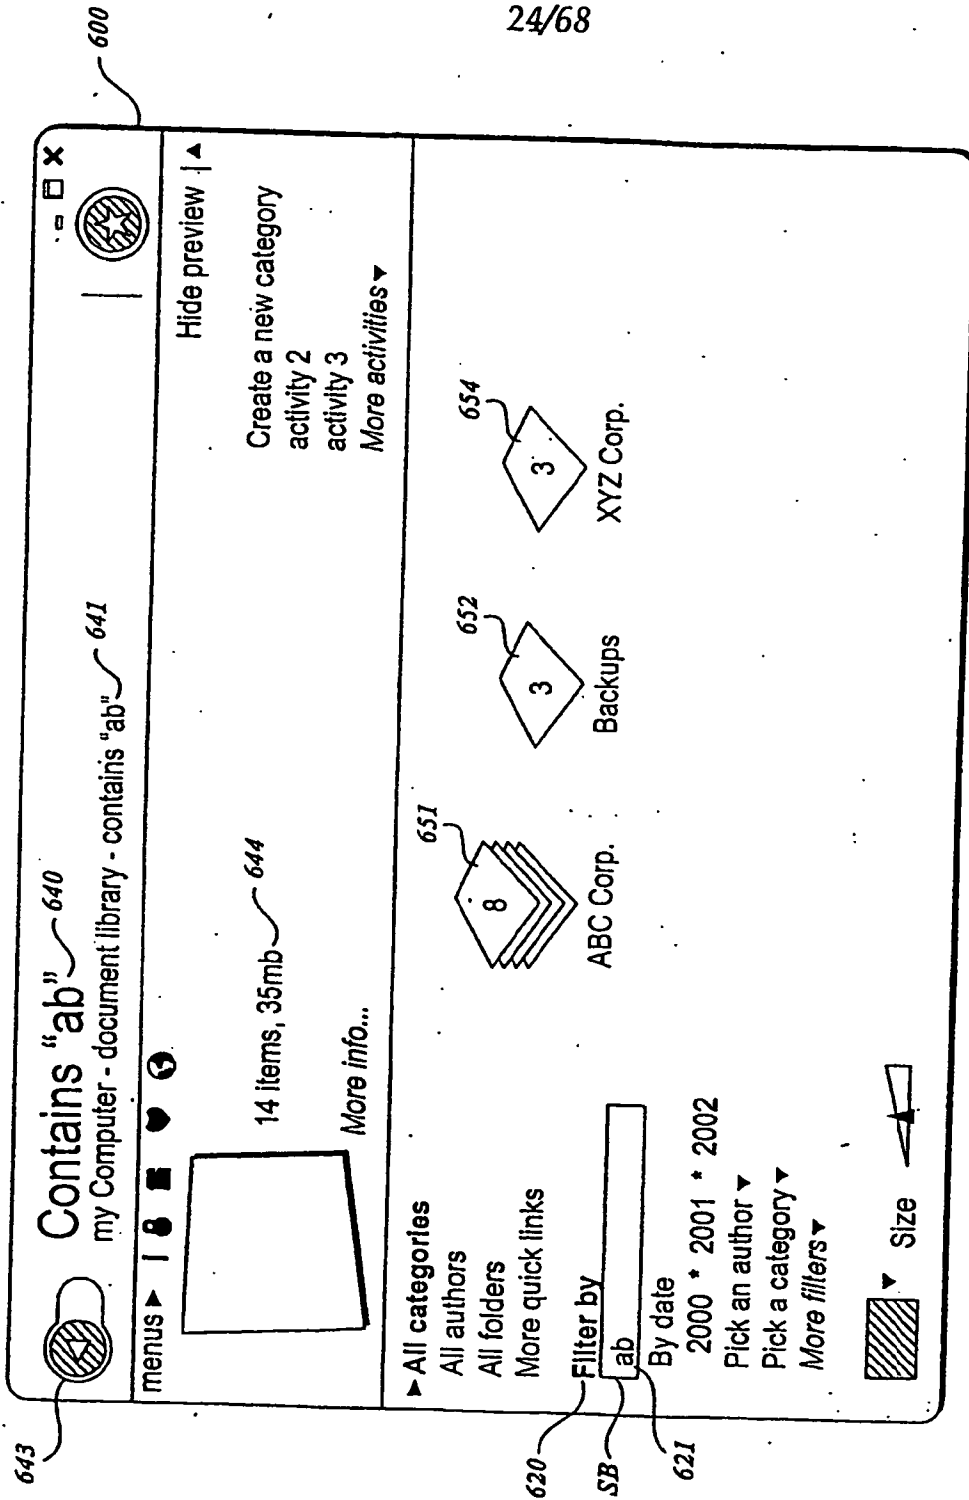 24/68
600
Contains “ab” 640
my Computer - document library - contains “ab” 641
643
menus
Hide preview
14 items, 35mb 644
More info...
Create a new category
activity 2
activity 3
More activities
All categories
All authors
All folders
More quick links
620 Filter by
SB ab
621
By date
2000 * 2001 * 2002
Pick an author
Pick a category
More filters
Size
651
8
ABC Corp.
652
3
Backups
654
3
XYZ Corp.